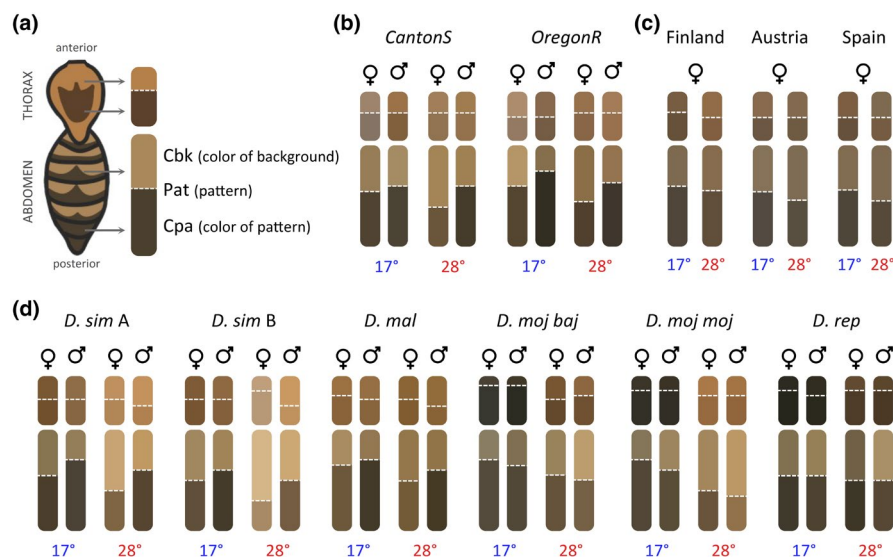 (a)
anterior
THORAX
ABDOMEN
Cbk (color of background)
Pat (pattern)
Cpa (color of pattern)
posterior
(b)
CantonS OregonR
♀ ♂ ♀ ♂ ♀ ♂ ♀ ♂
17° 28° 17° 28°
(c)
Finland Austria Spain
♀ ♀ ♀
17° 28° 17° 28° 17° 28°
(d)
D. sim A D. sim B D. mal D. moj baj D. moj moj D. rep
♀ ♂ ♀ ♂ ♀ ♂ ♀ ♂ ♀ ♂ ♀ ♂ ♀ ♂ ♀ ♂ ♀ ♂ ♀ ♂ ♀ ♂ ♀ ♂
17° 28° 17° 28° 17° 28° 17° 28° 17° 28° 17° 28°